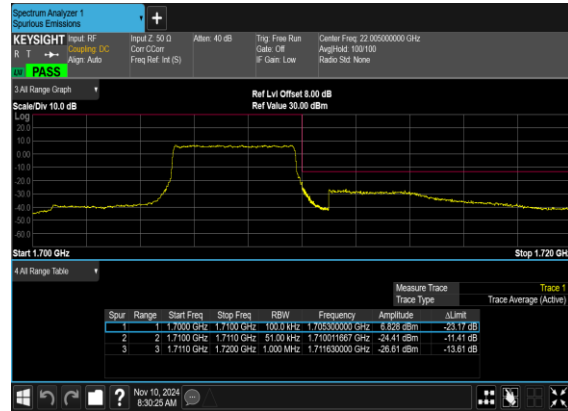 Spectrum Analyzer 1
Spurious Emissions
+
KEYSIGHT Input: RF Input Z: 50 Ω Atten: 40 dB Trig: Free Run Center Freq: 22.005000000 GHz
R T Coupling: DC Corr CCorr Gate: Off Avg|Hold: 100/100
Align: Auto Freq Ref: Int (S) IF Gain: Low Radio Std: None
LW PASS
3 All Range Graph Ref Lvl Offset 8.00 dB
Scale/Div 10.0 dB Ref Value 30.00 dBm
Log
20.0
10.0
0.00
-10.0
-20.0
-30.0
-40.0
-50.0
-60.0
Start 1.700 GHz Stop 1.720 GHz
4 All Range Table
Measure Trace Trace 1
Trace Type Trace Average (Active)
Spur Range Start Freq Stop Freq RBW Frequency Amplitude ΔLimit
1 1 1.7000 GHz 1.7100 GHz 100.0 kHz 1.705300000 GHz 6.828 dBm -23.17 dB
2 2 1.7100 GHz 1.7110 GHz 51.00 kHz 1.710011667 GHz -24.41 dBm -11.41 dB
3 3 1.7110 GHz 1.7200 GHz 1.000 MHz 1.711630000 GHz -26.61 dBm -13.61 dB
? Nov 10, 2024
8:30:25 AM